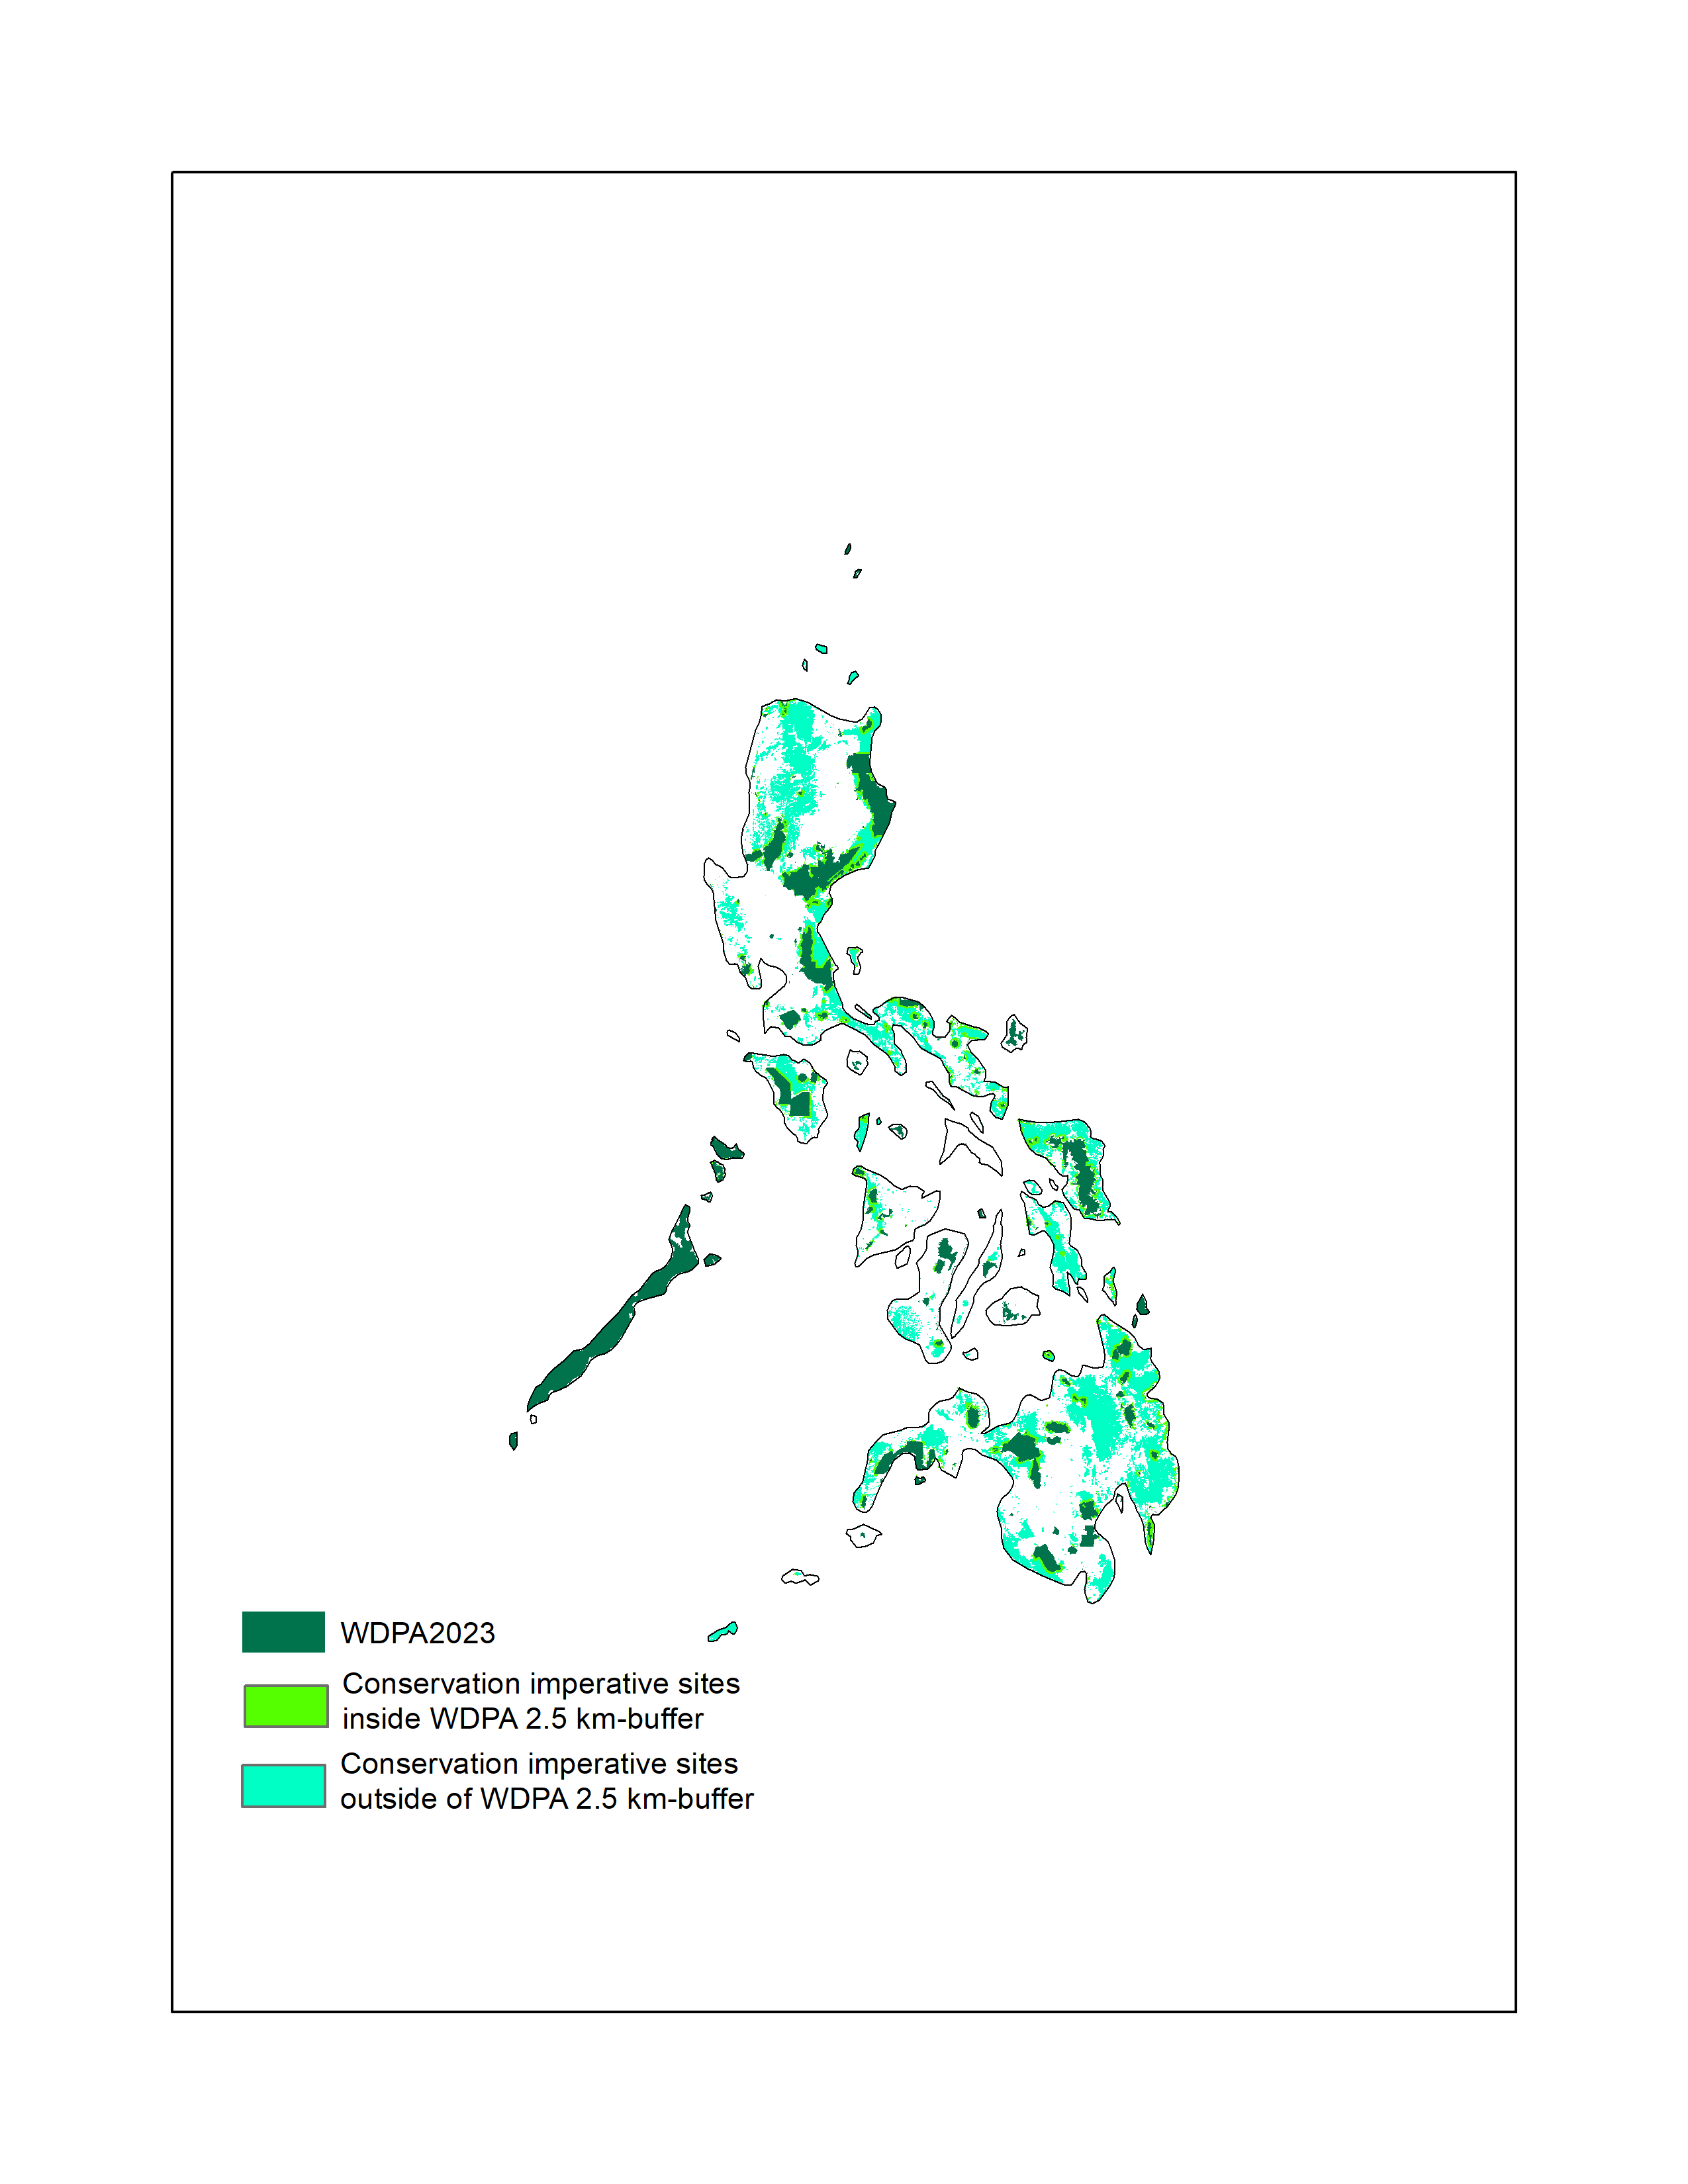 WDPA2023
Conservation imperative sites
inside WDPA 2.5 km-buffer
Conservation imperative sites
outside of WDPA 2.5 km-buffer